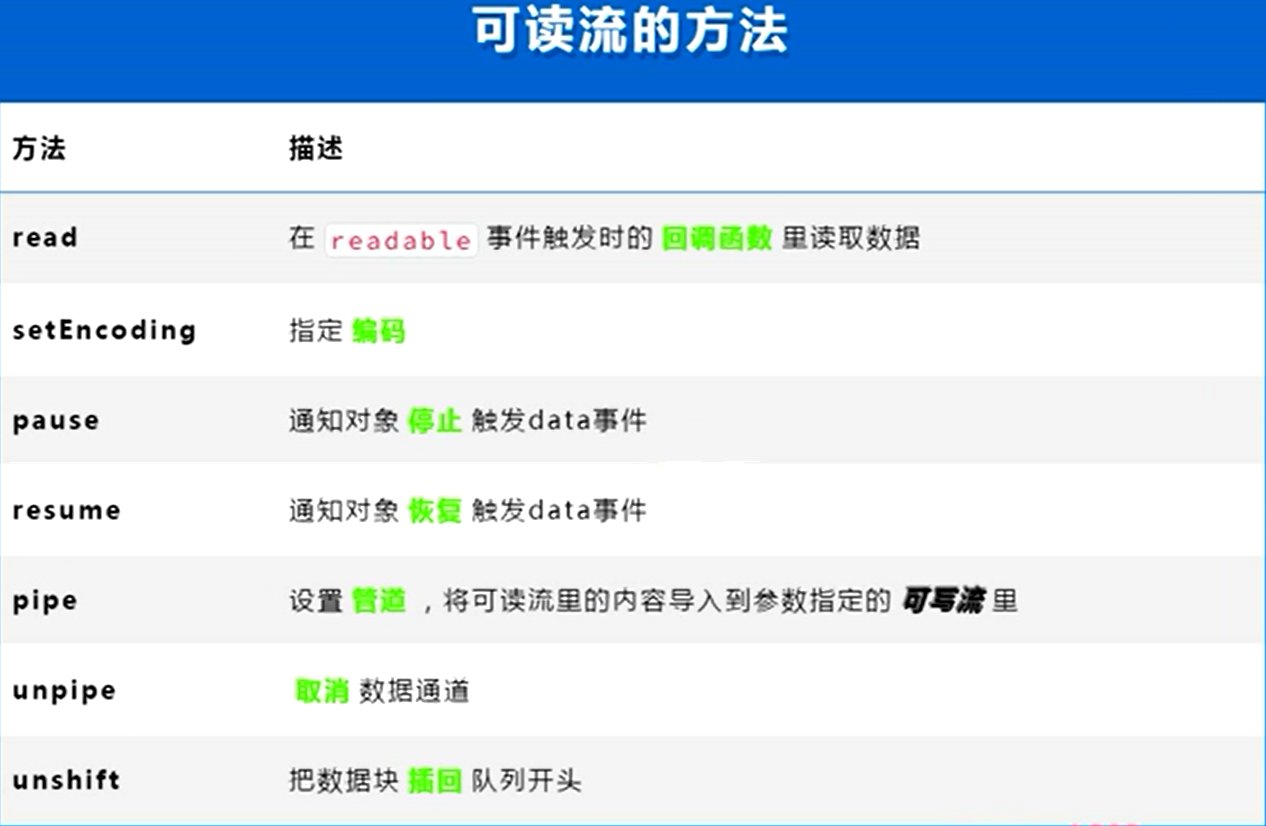 可读流的方法
方法 描述
read 在 readable 事件触发时的 回调函数 里读取数据
setEncoding 指定 编码
pause 通知对象 停止 触发data事件
resume 通知对象 恢复 触发data事件
pipe 设置 管道 ，将可读流里的内容导入到参数指定的 可写流 里
unpipe 取消 数据通道
unshift 把数据块 插回 队列开头